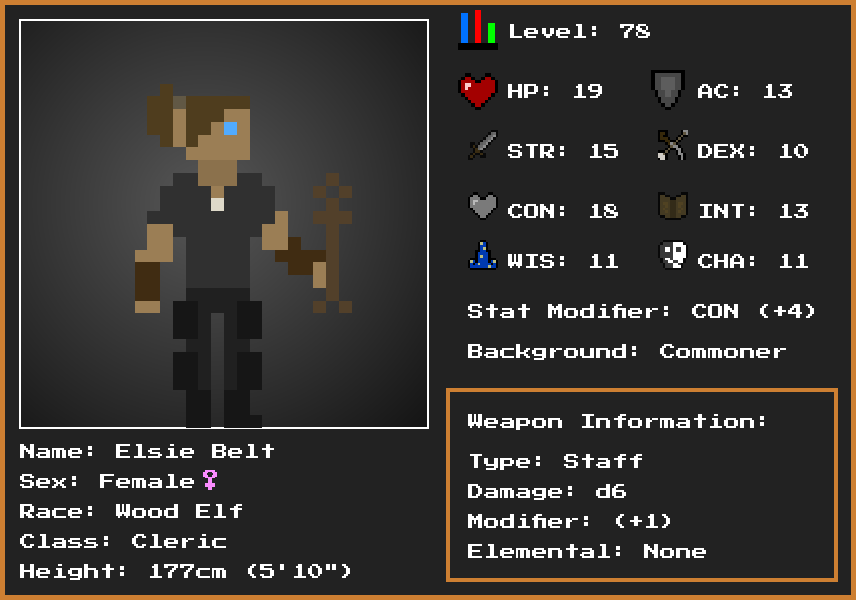 Level: 78
HP: 19 AC: 13
STR: 15 DEX: 10
CON: 18 INT: 13
WIS: 11 CHA: 11
Stat Modifier: CON (+4)
Background: Commoner
Weapon Information:
Type: Staff
Damage: d6
Modifier: (+1)
Elemental: None
Name: Elsie Belt
Sex: Female♀
Race: Wood Elf
Class: Cleric
Height: 177cm (5'10")